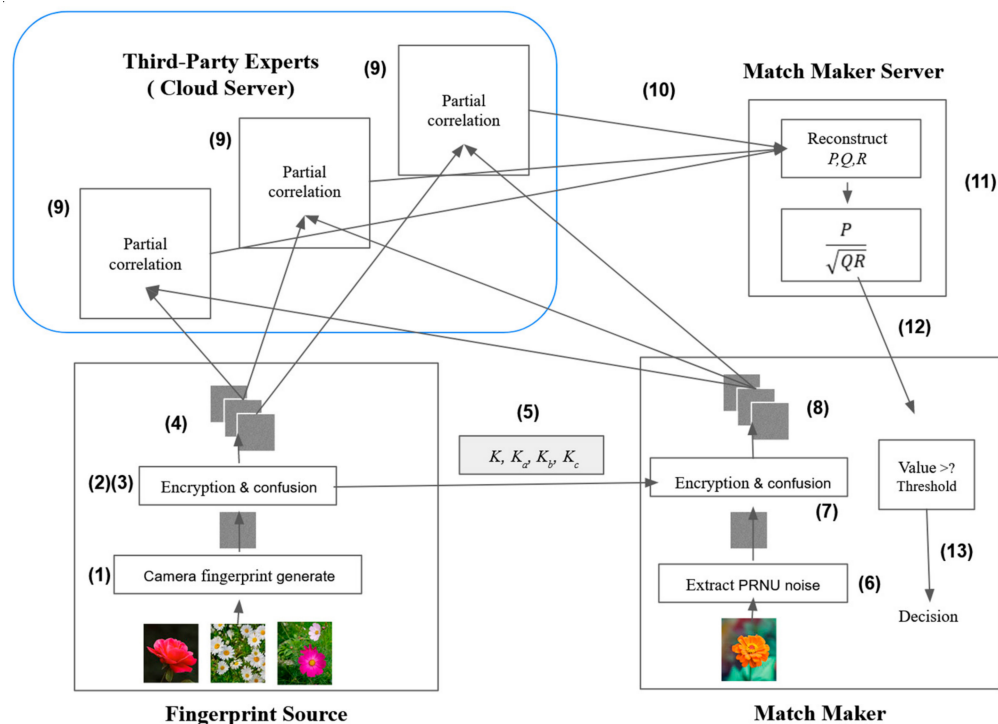 Third-Party Experts
( Cloud Server)
(9)
Partial
correlation
(9)
Partial
correlation
(9)
Partial
correlation
(10)
Match Maker Server
Reconstruct
P,Q,R
(11)
P
√QR
(12)
(4)
(2)(3)
Encryption & confusion
(1)
Camera fingerprint generate
Fingerprint Source
(5)
K, Ka, Kb, Kc
(8)
Encryption & confusion
(7)
Extract PRNU noise
(6)
Value >?
Threshold
(13)
Decision
Match Maker